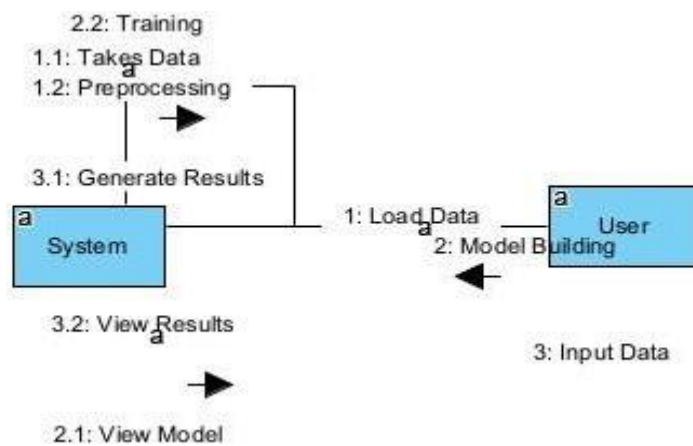 2.2: Training
1.1: Takes Data
a
1.2: Preprocessing
3.1: Generate Results
a
System
1: Load Data
a
2: Model Building
a
User
3.2: View Results
a
3: Input Data
2.1: View Model